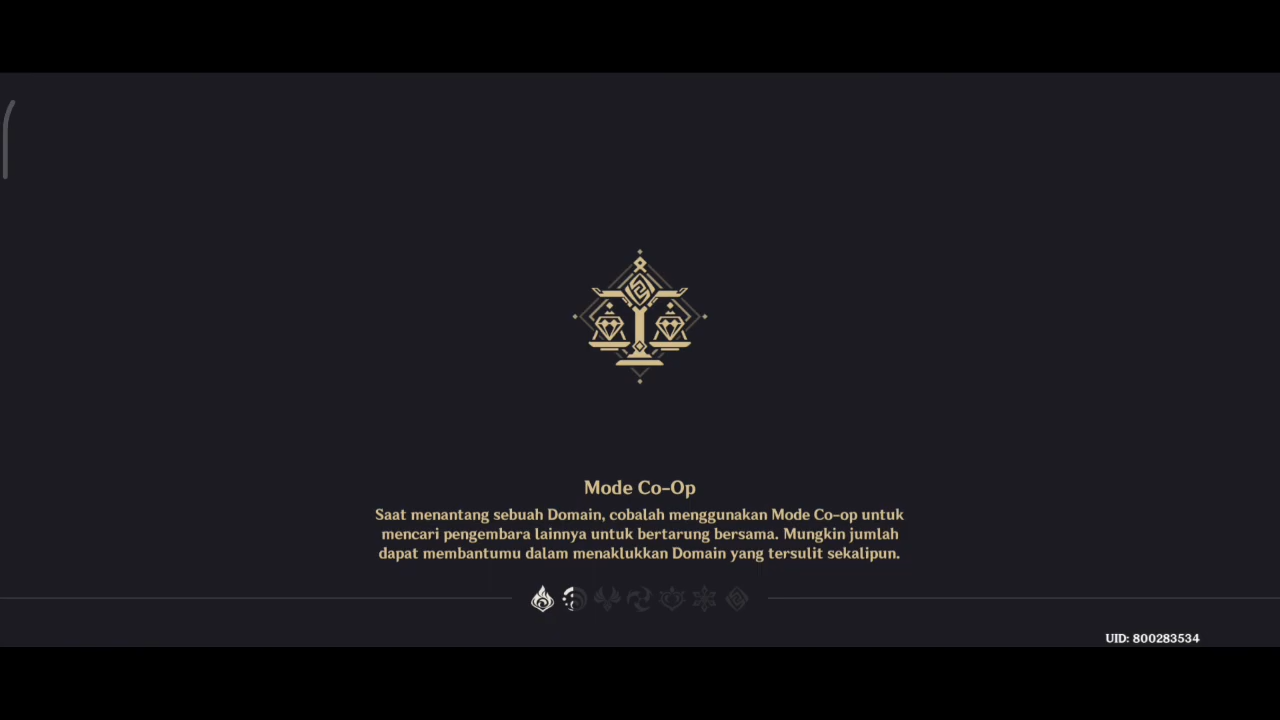 Mode Co-Op
Saat menantang sebuah Domain, cobalah menggunakan Mode Co-op untuk
mencari pengembara lainnya untuk bertarung bersama. Mungkin jumlah
dapat membantumu dalam menaklukkan Domain yang tersulit sekalipun.
UID: 800283534